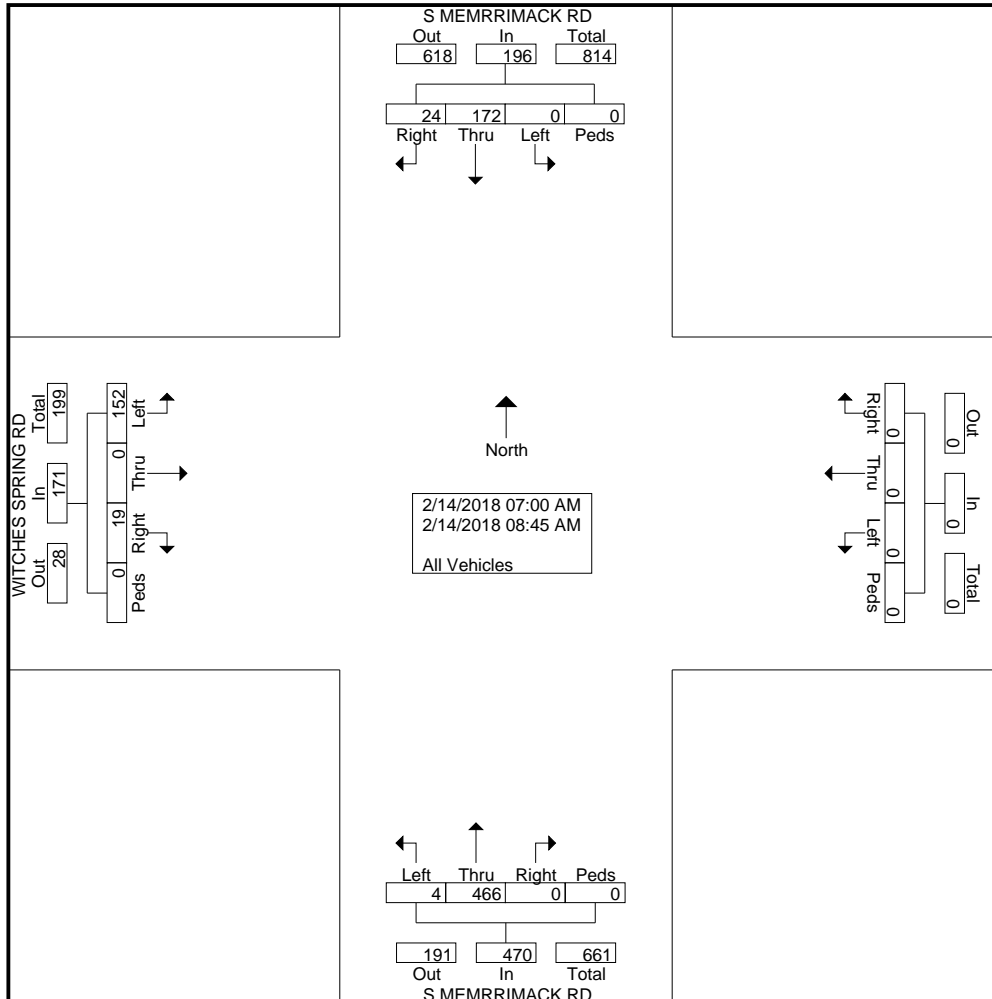 S MEMRRIMACK RD
Out In Total
618 196 814
24 172 0 0
Right Thru Left Peds
WITCHES SPRING RD
Total In Out
199 171 28
152 0 19 0
Left Thru Right Peds
North
2/14/2018 07:00 AM
2/14/2018 08:45 AM
All Vehicles
Out In Total
0 0 0
Right Thru Left Peds
0 0 0 0
Left Thru Right Peds
4 466 0 0
191 470 661
Out In Total
S MEMRRIMACK RD